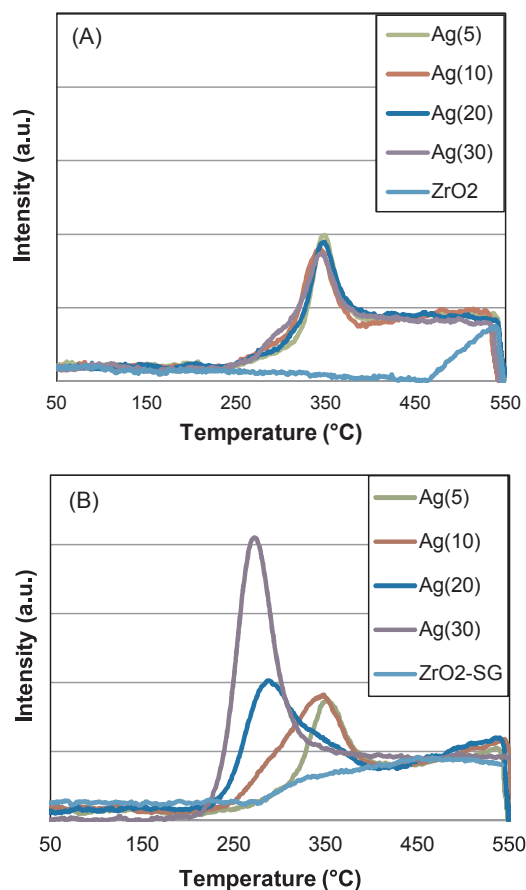 (A)
Ag(5)
Ag(10)
Ag(20)
Ag(30)
ZrO2
Intensity (a.u.)
50 150 250 350 450 550
Temperature (°C)
(B)
Ag(5)
Ag(10)
Ag(20)
Ag(30)
ZrO2-SG
Intensity (a.u.)
50 150 250 350 450 550
Temperature (°C)